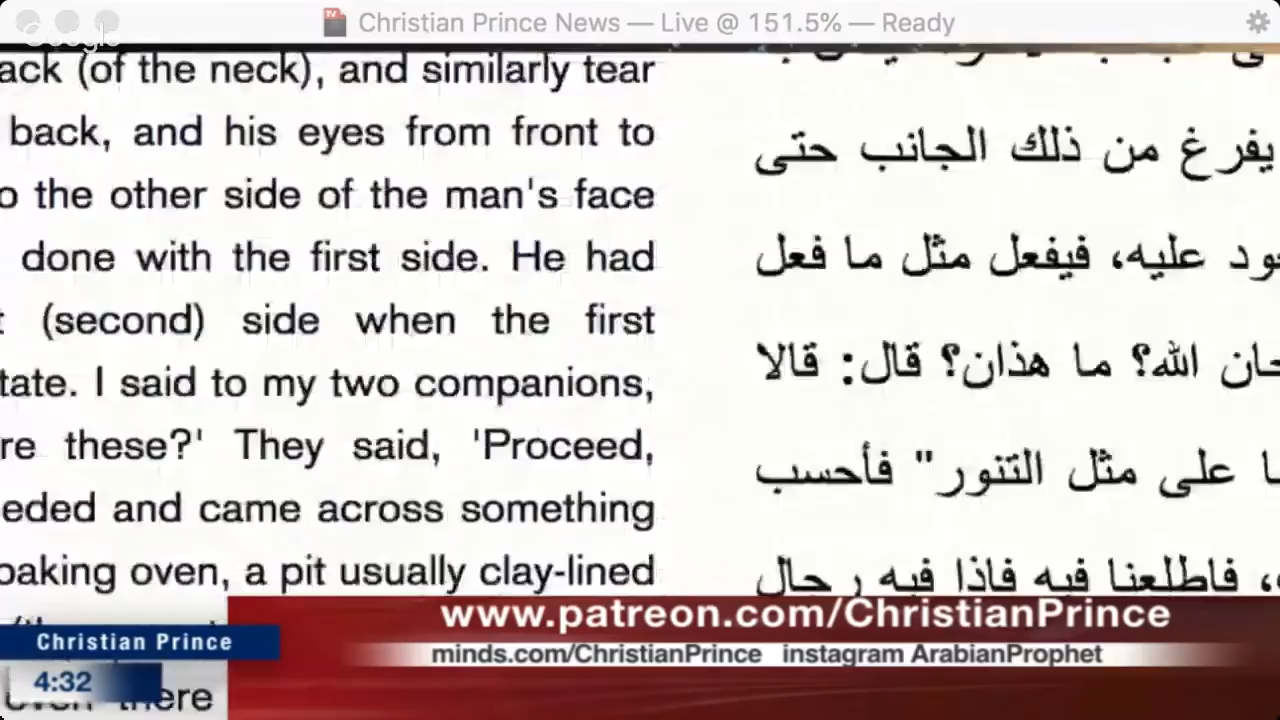 Christian Prince News — Live @ 151.5% — Ready
Google
ack (of the neck), and similarly tear
back, and his eyes from front to
o the other side of the man's face
done with the first side. He had
t (second) side when the first
tate. I said to my two companions,
re these?' They said, 'Proceed,
eded and came across something
baking oven, a pit usually clay-lined
there
يفرغ من ذلك الجانب حتى
ود عليه، فيفعل مثل ما فعل
حان الله؟ ما هذان؟ قال: قالا
ا على مثل التنور" فأحسب
، فاطلعنا فيه فإذا فيه رجال
www.patreon.com/ChristianPrince
minds.com/ChristianPrince instagram ArabianProphet
Christian Prince
4:32